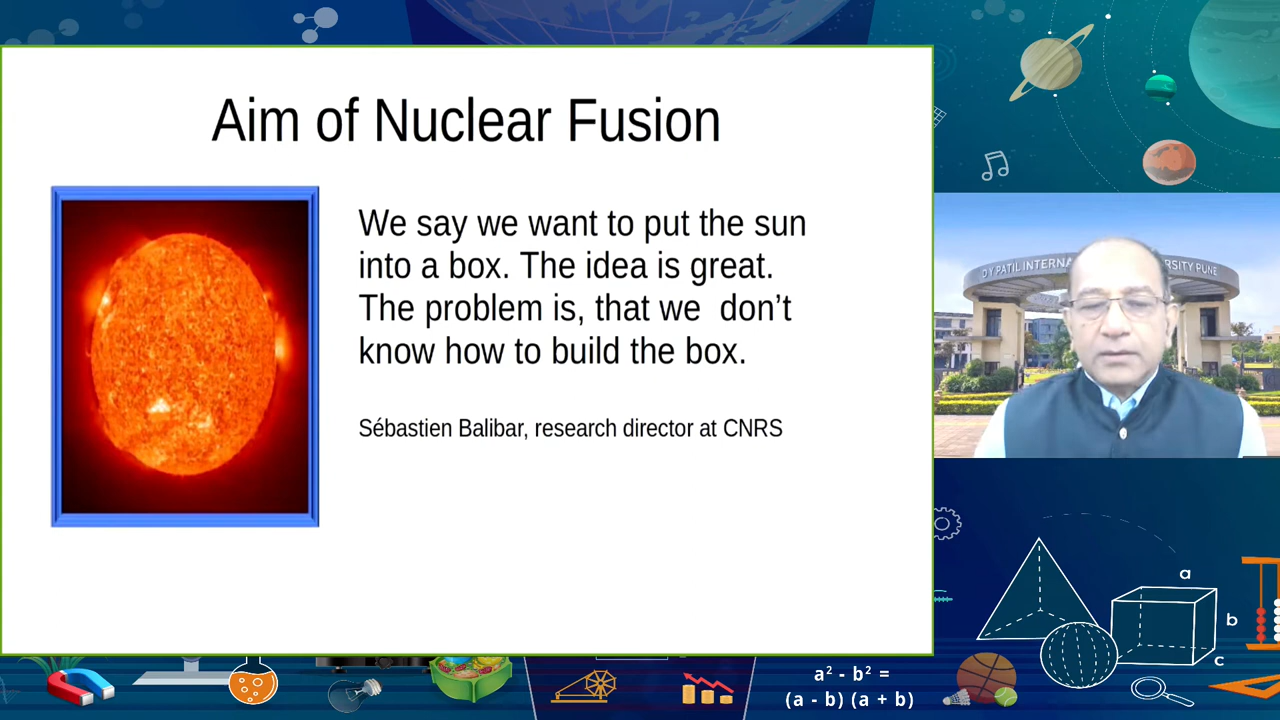 Aim of Nuclear Fusion
We say we want to put the sun
into a box. The idea is great.
The problem is, that we  don’t
know how to build the box.
Sébastien Balibar, research director at CNRS
D Y PATIL INTERNA
RSITY PUNE
a
b
c
a² - b² =
(a - b) (a + b)